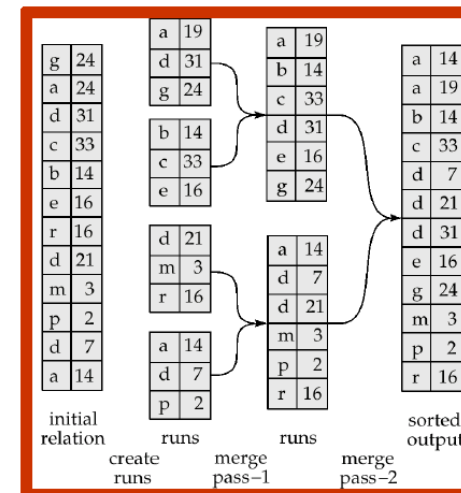 g 24
a 24
d 31
c 33
b 14
e 16
r 16
d 21
m 3
p 2
d 7
a 14
initial
relation
a 19
d 31
g 24
b 14
c 33
e 16
d 21
m 3
r 16
a 14
d 7
p 2
runs
a 19
b 14
c 33
d 31
e 16
g 24
a 14
d 7
d 21
m 3
p 2
r 16
runs
a 14
a 19
b 14
c 33
d 7
d 21
d 31
e 16
g 24
m 3
p 2
r 16
sorted
output
create
runs
merge
pass–1
merge
pass–2